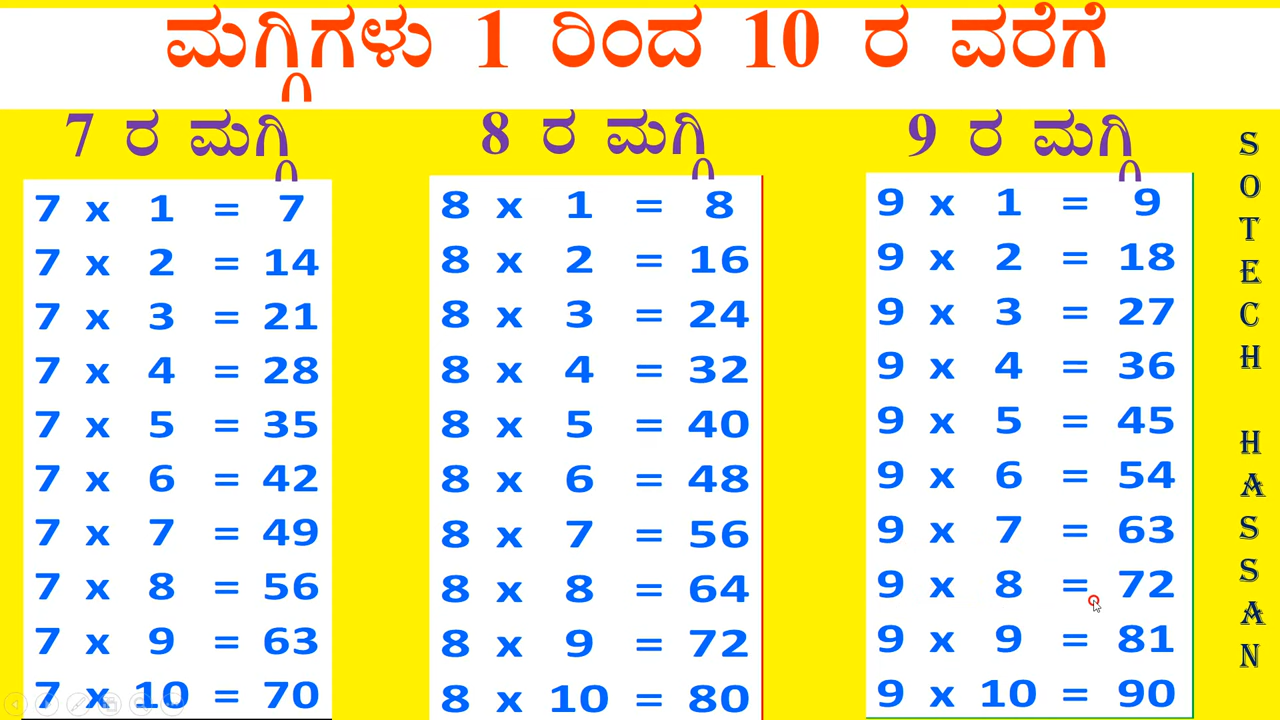 ಮಗ್ಗಿಗಳು 1 ರಿಂದ 10 ರ ವರೆಗೆ
7 ರ ಮಗ್ಗಿ
7 x 1 = 7
7 x 2 = 14
7 x 3 = 21
7 x 4 = 28
7 x 5 = 35
7 x 6 = 42
7 x 7 = 49
7 x 8 = 56
7 x 9 = 63
7 x 10 = 70
8 ರ ಮಗ್ಗಿ
8 x 1 = 8
8 x 2 = 16
8 x 3 = 24
8 x 4 = 32
8 x 5 = 40
8 x 6 = 48
8 x 7 = 56
8 x 8 = 64
8 x 9 = 72
8 x 10 = 80
9 ರ ಮಗ್ಗಿ
9 x 1 = 9
9 x 2 = 18
9 x 3 = 27
9 x 4 = 36
9 x 5 = 45
9 x 6 = 54
9 x 7 = 63
9 x 8 = 72
9 x 9 = 81
9 x 10 = 90
SOTECH HASSAN